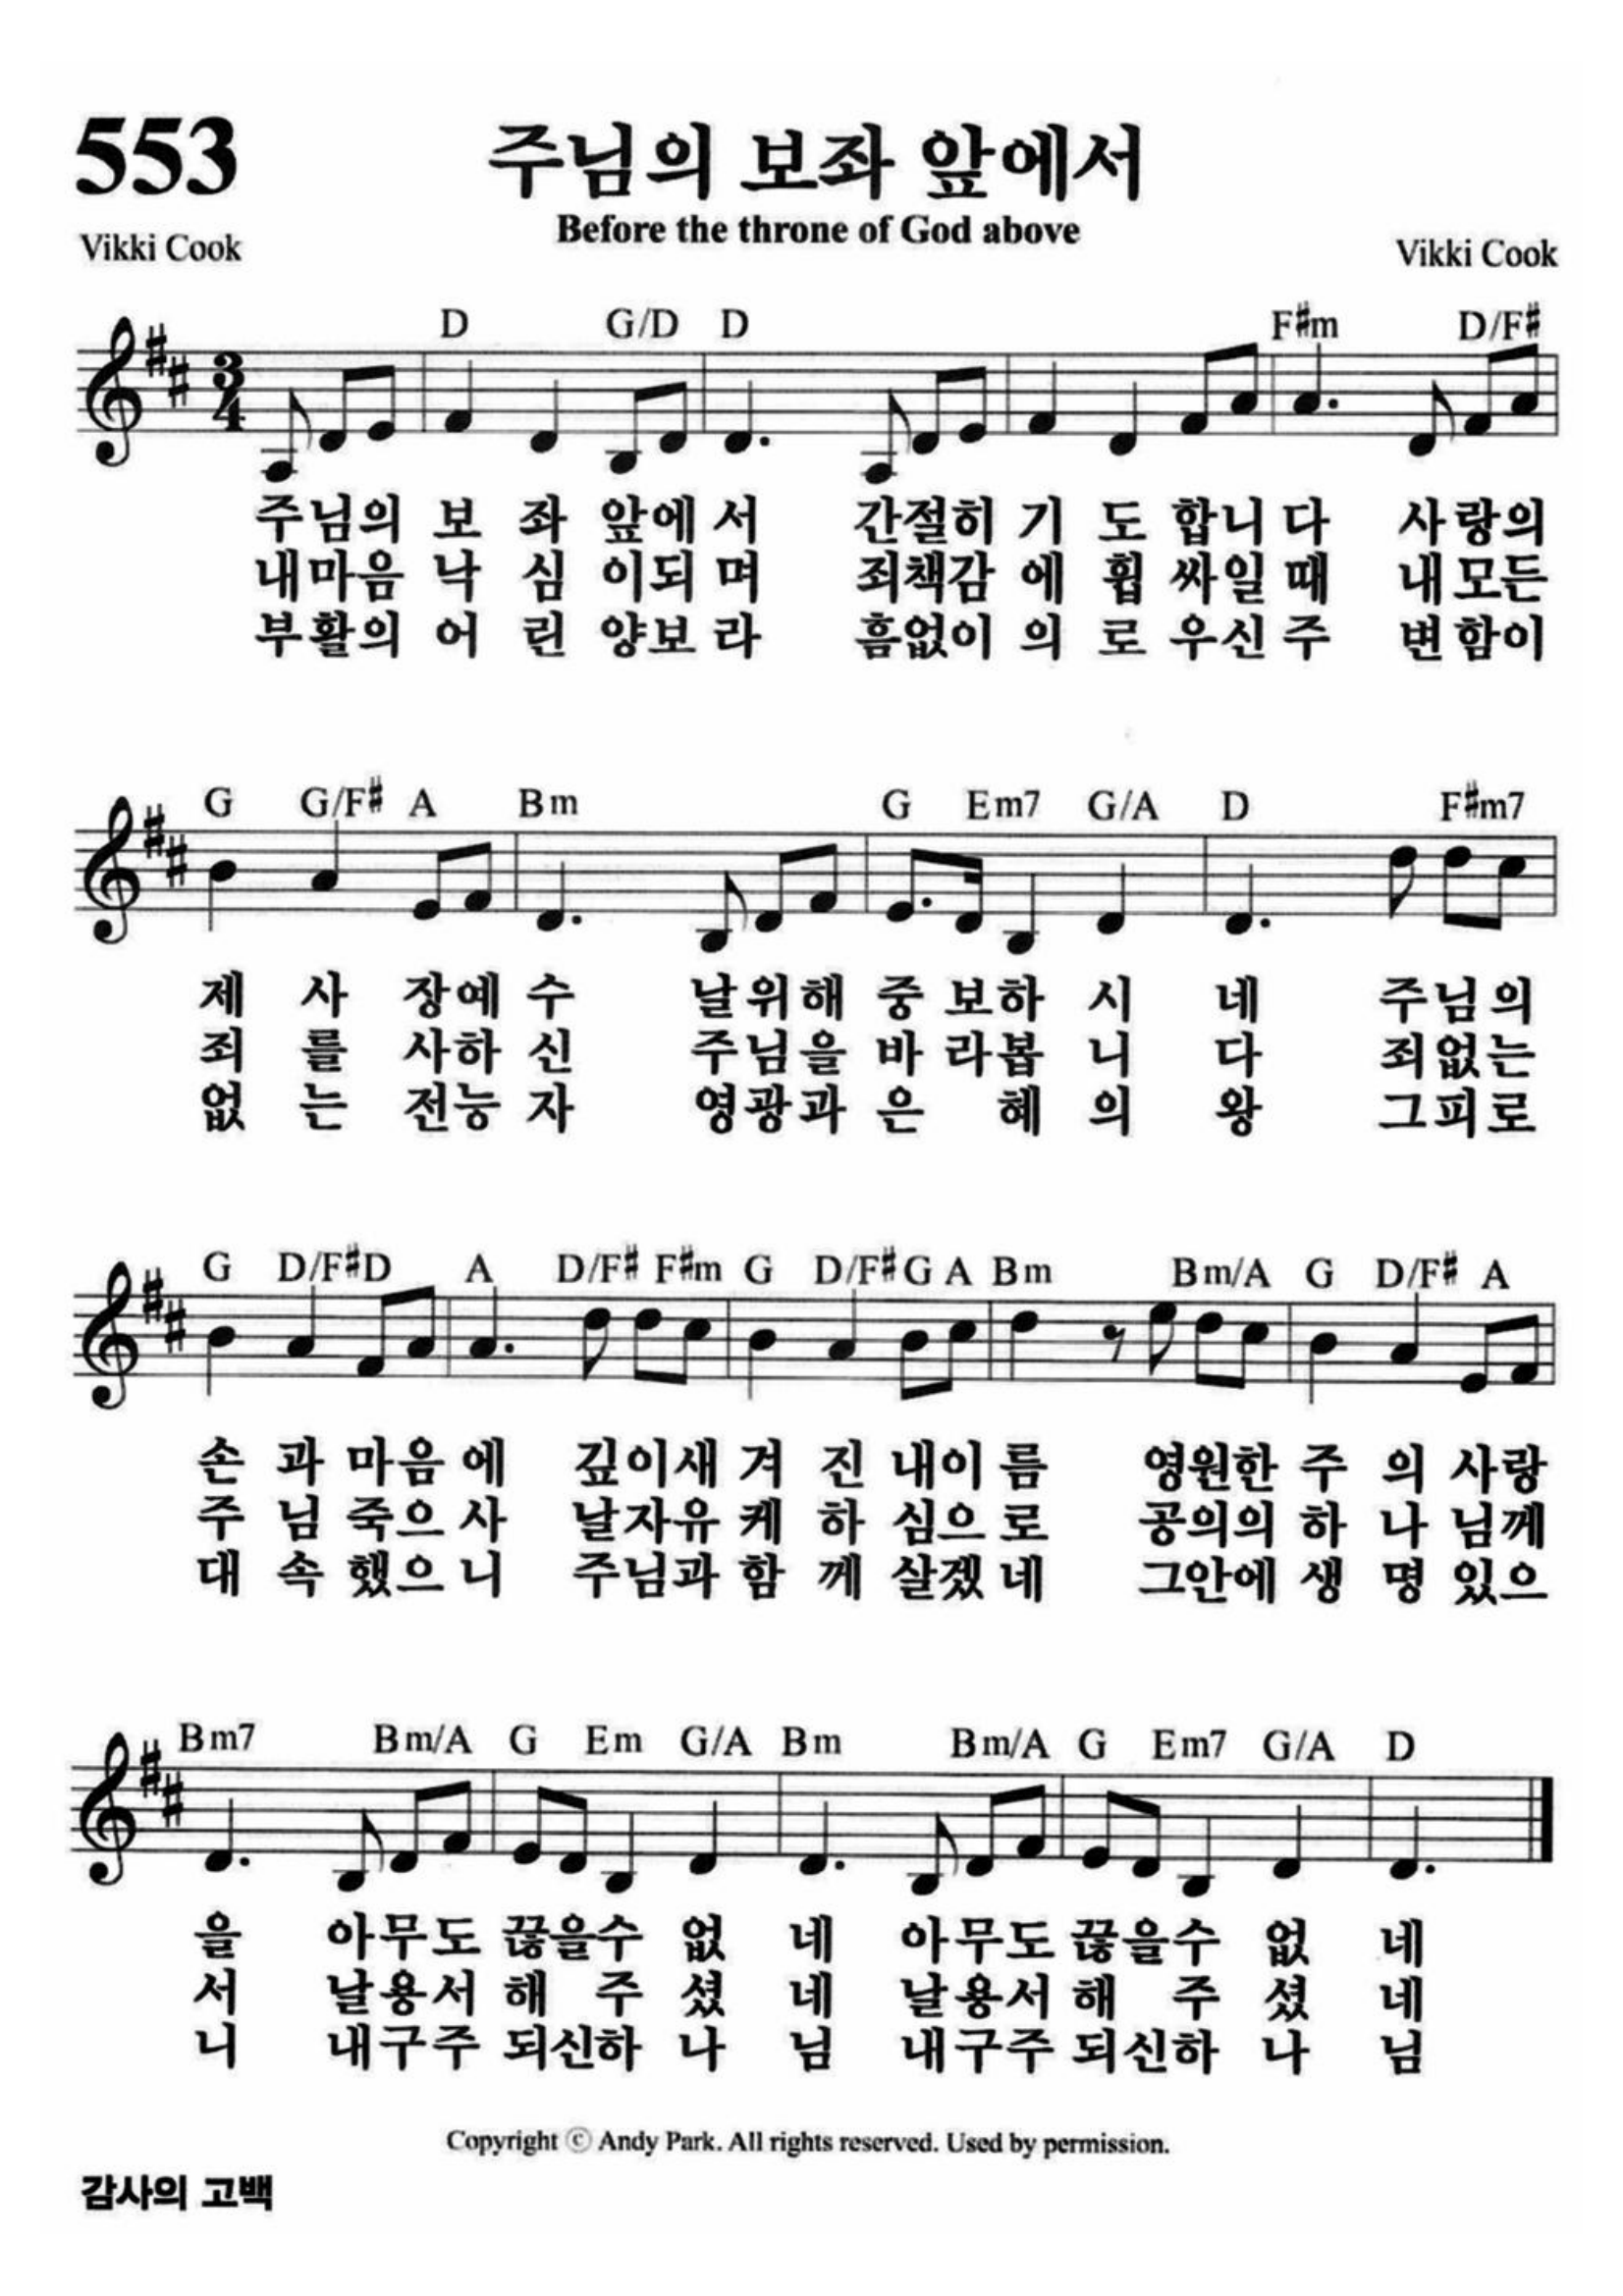 553
주님의 보좌 앞에서
Before the throne of God above
Vikki Cook
Vikki Cook
D G/D D F#m D/F#
3/4
주님의 보 좌 앞에 서 간절히 기 도 합니 다 사랑의
내마음 낙 심 이되 며 죄책감 에 휩 싸일 때 내모든
부활의 어 린 양보 라 흠없이 의 로 우신 주 변함이
G G/F# A Bm G Em7 G/A D F#m7
제 사 장예 수 날위해 중 보하 시 네 주님의
죄 를 사하 신 주님을 바 라봅 니 다 죄없는
없 는 전능 자 영광과 은 혜 의 왕 그피로
G D/F# D A D/F# F#m G D/F# G A Bm Bm/A G D/F# A
손 과 마음 에 깊이새 겨 진 내이 름 영원한 주 의 사랑
주 님 죽으 사 날자유 케 하 심으 로 공의의 하 나 님께
대 속 했으 니 주님과 함 께 살겠 네 그안에 생 명 있으
Bm7 Bm/A G Em G/A Bm Bm/A G Em7 G/A D
을 아무도 끊을수 없 네 아무도 끊을수 없 네
서 날용서 해 주 셨 네 날용서 해 주 셨 네
니 내구주 되신하 나 님 내구주 되신하 나 님
Copyright ⓒ Andy Park. All rights reserved. Used by permission.
감사의 고백